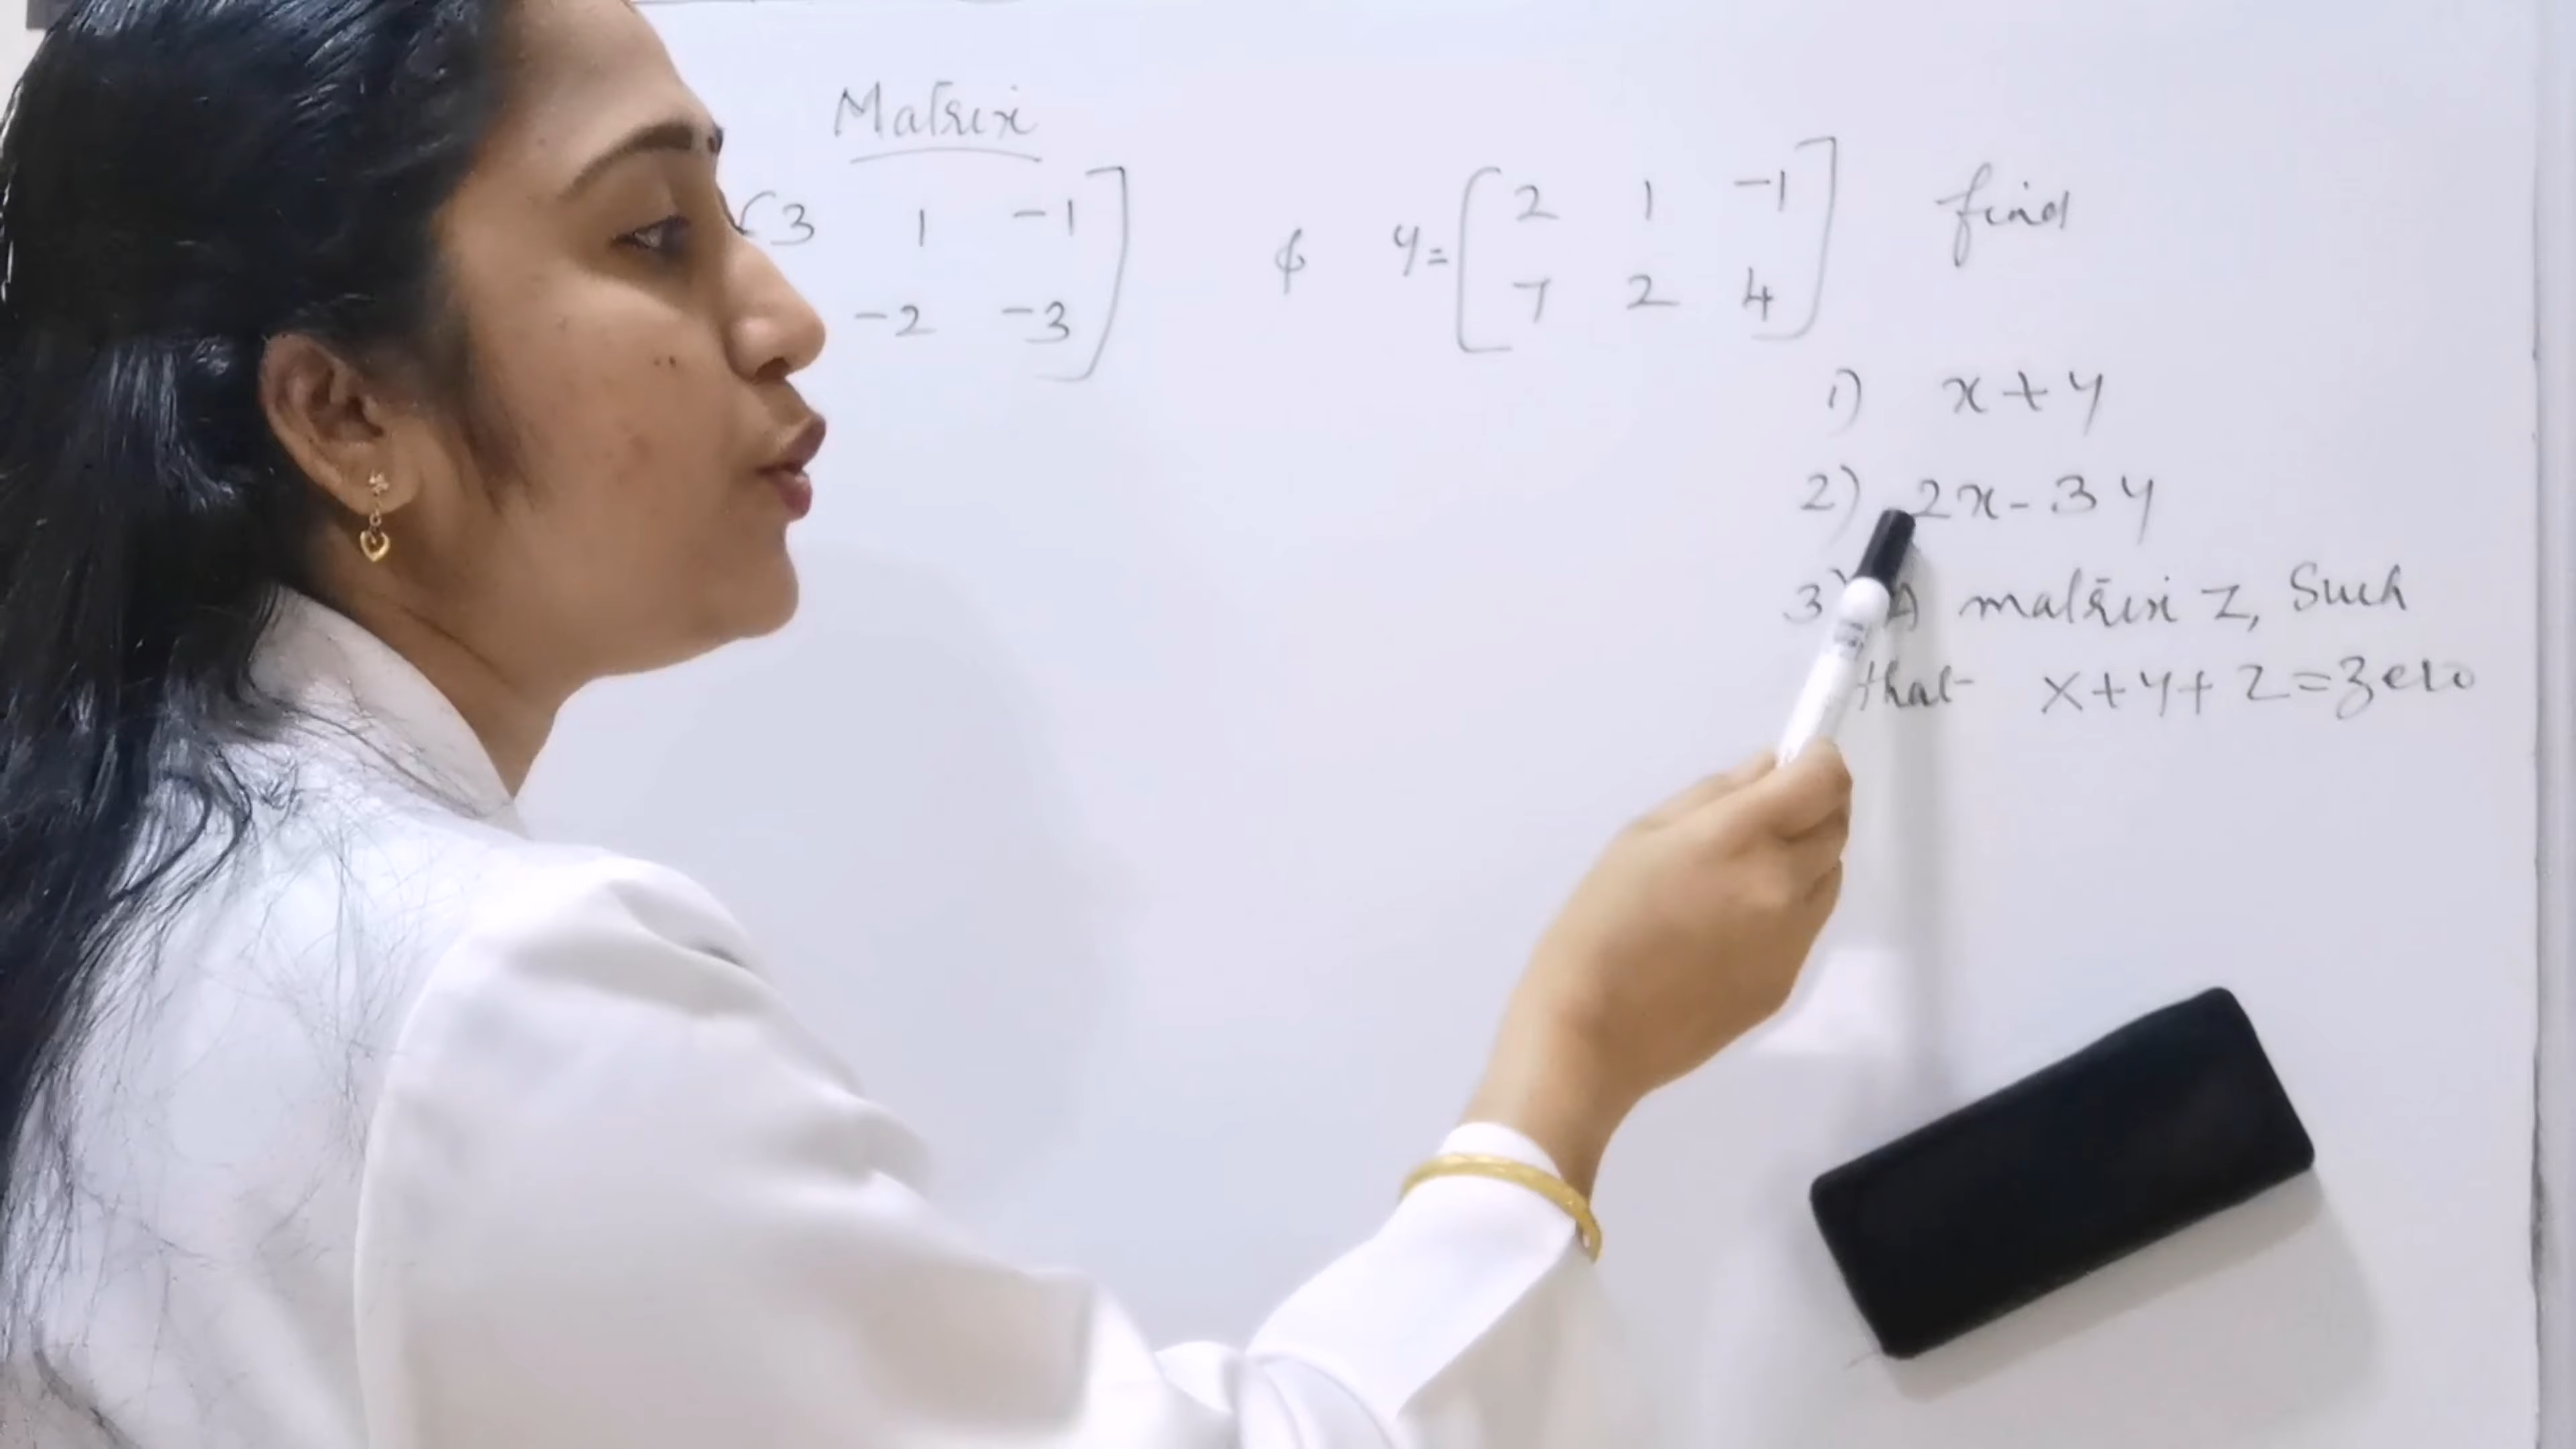 Matrix
[3 1 -1] & y = [2 1 -1] find
-2 -3] [7 2 4]
1) x + y
2) 2x - 3y
3) A matrix Z, Such
that x + y + z = zero